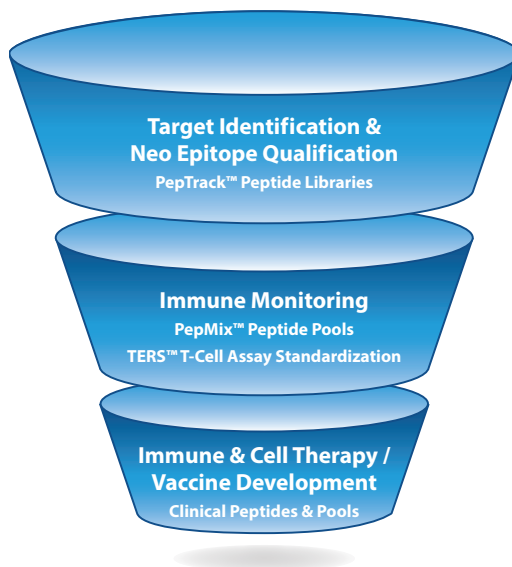 Target Identification &
Neo Epitope Qualification
PepTrack™ Peptide Libraries
Immune Monitoring
PepMix™ Peptide Pools
TERS™ T-Cell Assay Standardization
Immune & Cell Therapy /
Vaccine Development
Clinical Peptides & Pools